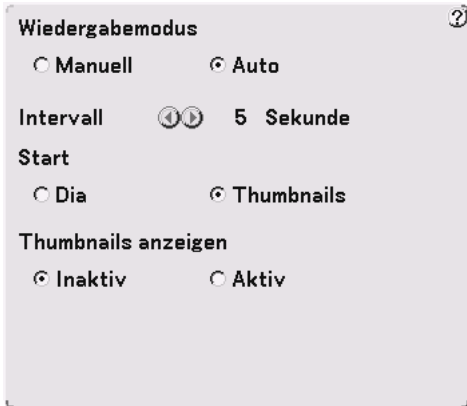 Wiedergabemodus
Manuell Auto
Intervall 5 Sekunde
Start
Dia Thumbnails
Thumbnails anzeigen
Inaktiv Aktiv
?